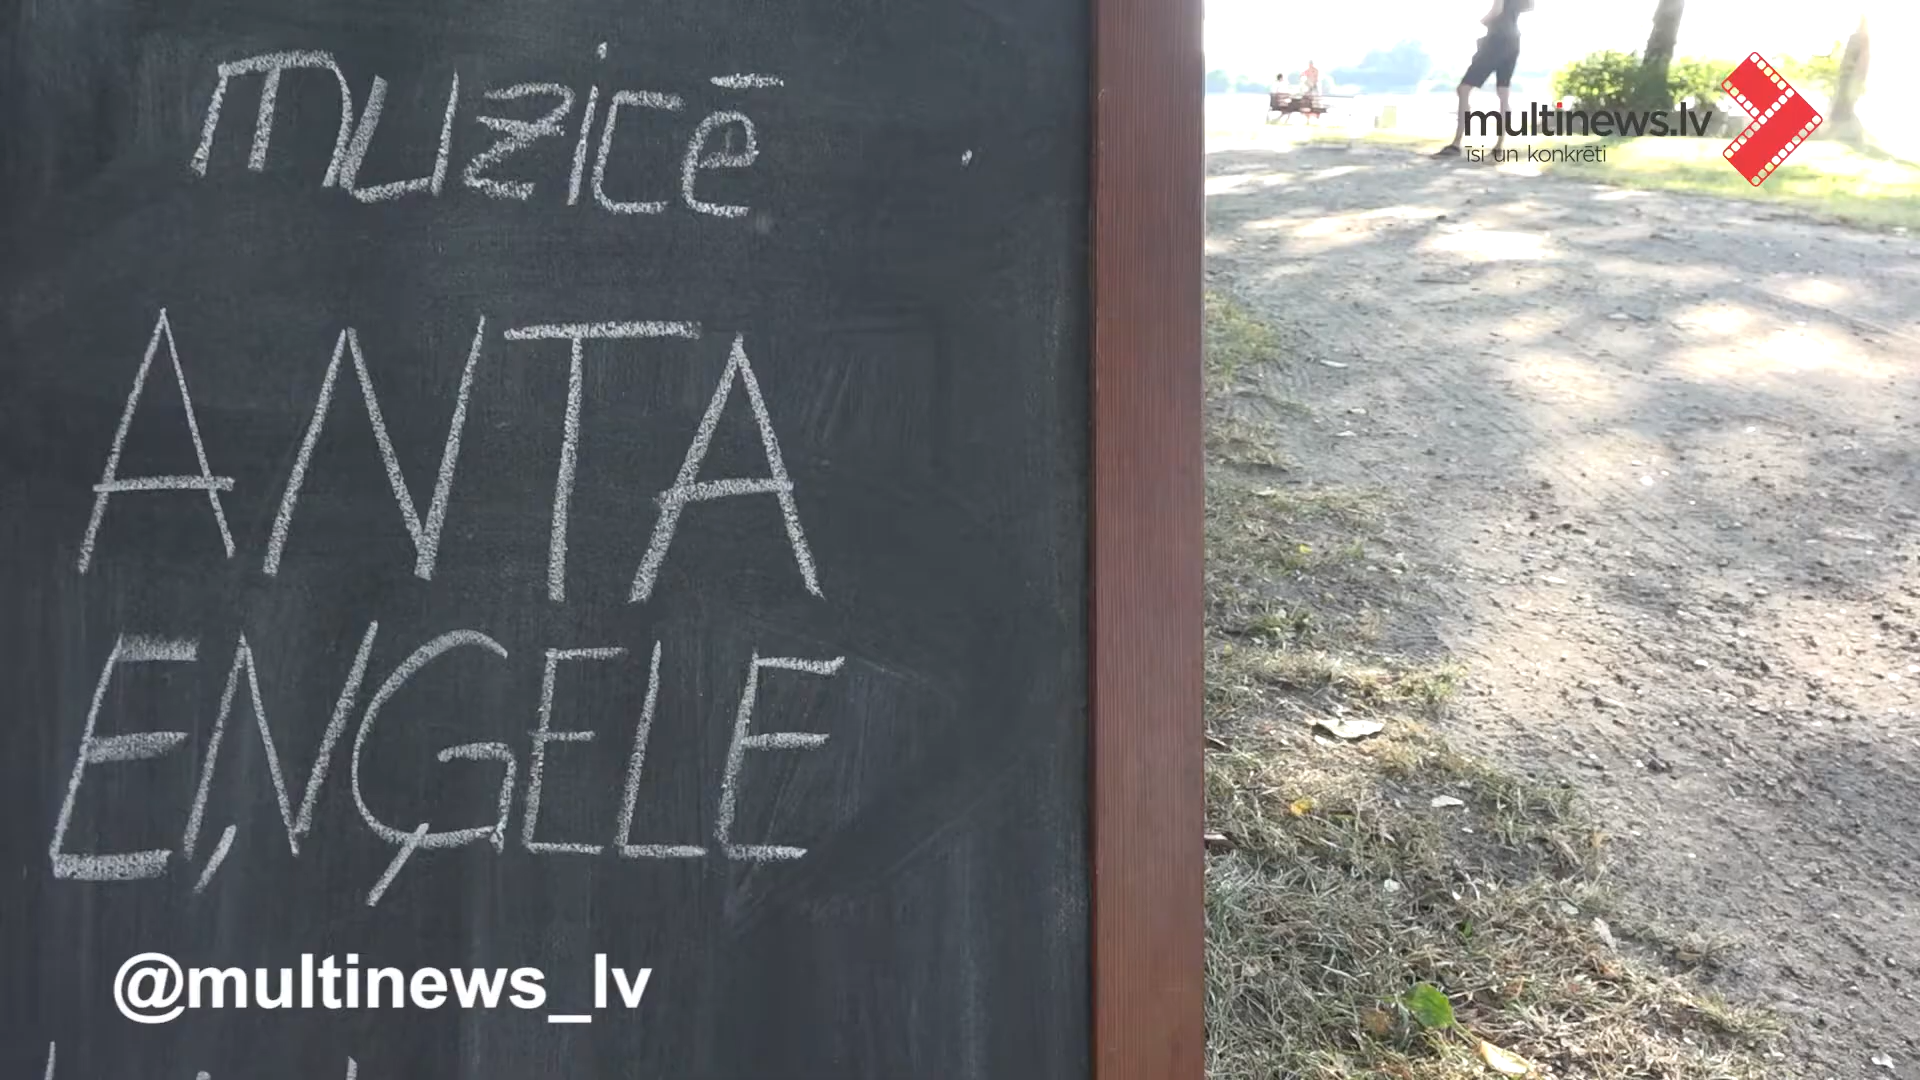 muzicē
ANTA
EŅĢELE
multinews.lv
īsi un konkrēti
@multinews_lv